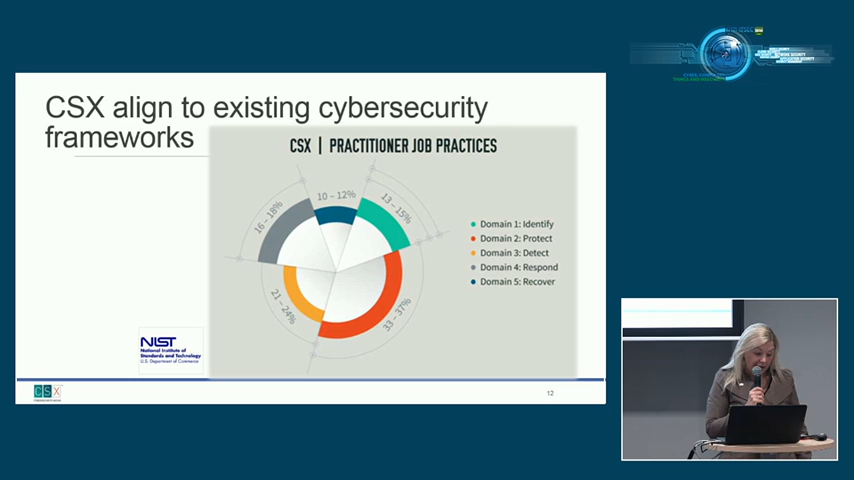 CSX align to existing cybersecurity
frameworks
CSX | PRACTITIONER JOB PRACTICES
10 – 12%
13 – 15%
16 – 18%
21 – 24%
33 – 37%
Domain 1: Identify
Domain 2: Protect
Domain 3: Detect
Domain 4: Respond
Domain 5: Recover
NIST
National Institute of
Standards and Technology
U.S. Department of Commerce
CSX
12